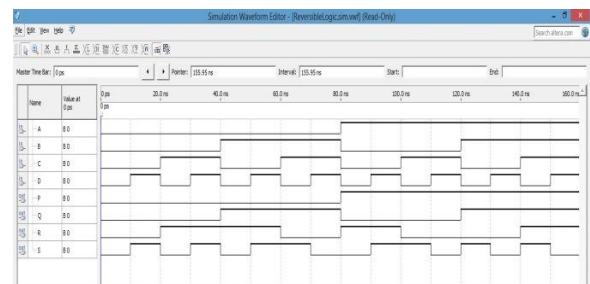 Simulation Waveform Editor - [ReversibleLogic.sim.vwf] (Read-Only)
File Edit View Help
Search altera.com
Master Time Bar: 0 ps Pointer: 155.95 ns Interval: 155.95 ns Start: End:
Name Value at 0 ps
0 ps 20.0 ns 40.0 ns 60.0 ns 80.0 ns 100.0 ns 120.0 ns 140.0 ns 160.0 ns
0 ps
A B 0
B B 0
C B 0
D B 0
P B 0
Q B 0
R B 0
S B 0